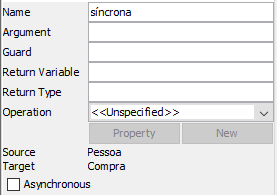 Name síncrona
Argument
Guard
Return Variable
Return Type
Operation <<Unspecified>>
Property New
Source Pessoa
Target Compra
Asynchronous